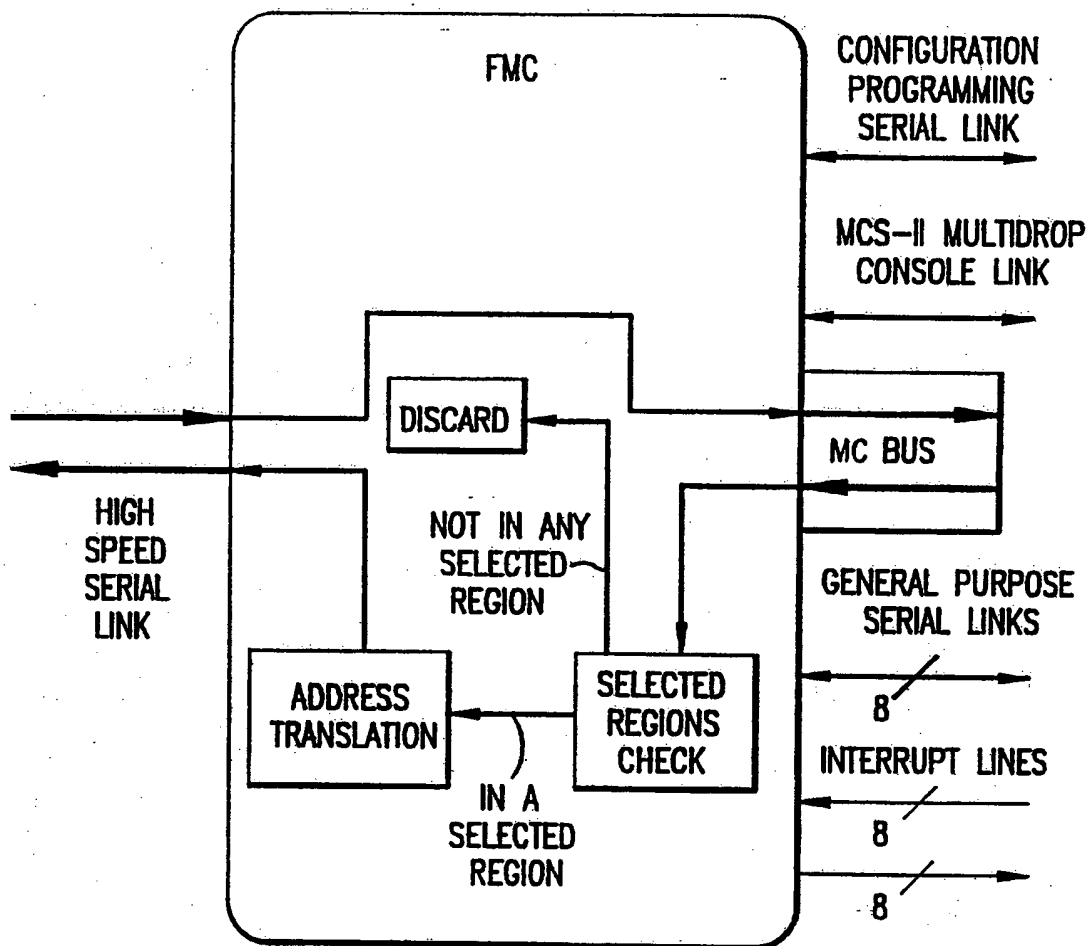 FMC
CONFIGURATION
PROGRAMMING
SERIAL LINK
MCS-II MULTIDROP
CONSOLE LINK
DISCARD
MC BUS
HIGH
SPEED
SERIAL
LINK
NOT IN ANY
SELECTED
REGION
GENERAL PURPOSE
SERIAL LINKS
8
ADDRESS
TRANSLATION
SELECTED
REGIONS
CHECK
IN A
SELECTED
REGION
INTERRUPT LINES
8
8